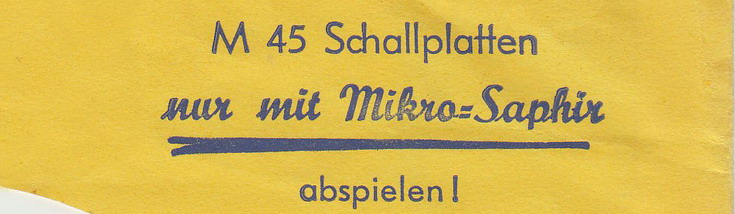 M 45 Schallplatten
nur mit Mikro=Saphir
abspielen!